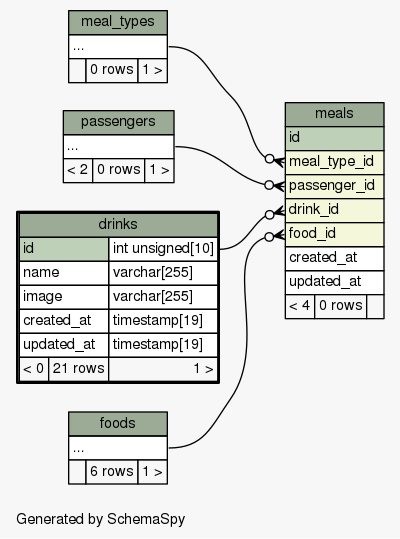 meal_types
...
0 rows 1 >
passengers
...
< 2 0 rows 1 >
meals
id
meal_type_id
passenger_id
drink_id
food_id
created_at
updated_at
< 4 0 rows
drinks
id int unsigned[10]
name varchar[255]
image varchar[255]
created_at timestamp[19]
updated_at timestamp[19]
< 0 21 rows 1 >
foods
...
6 rows 1 >
Generated by SchemaSpy